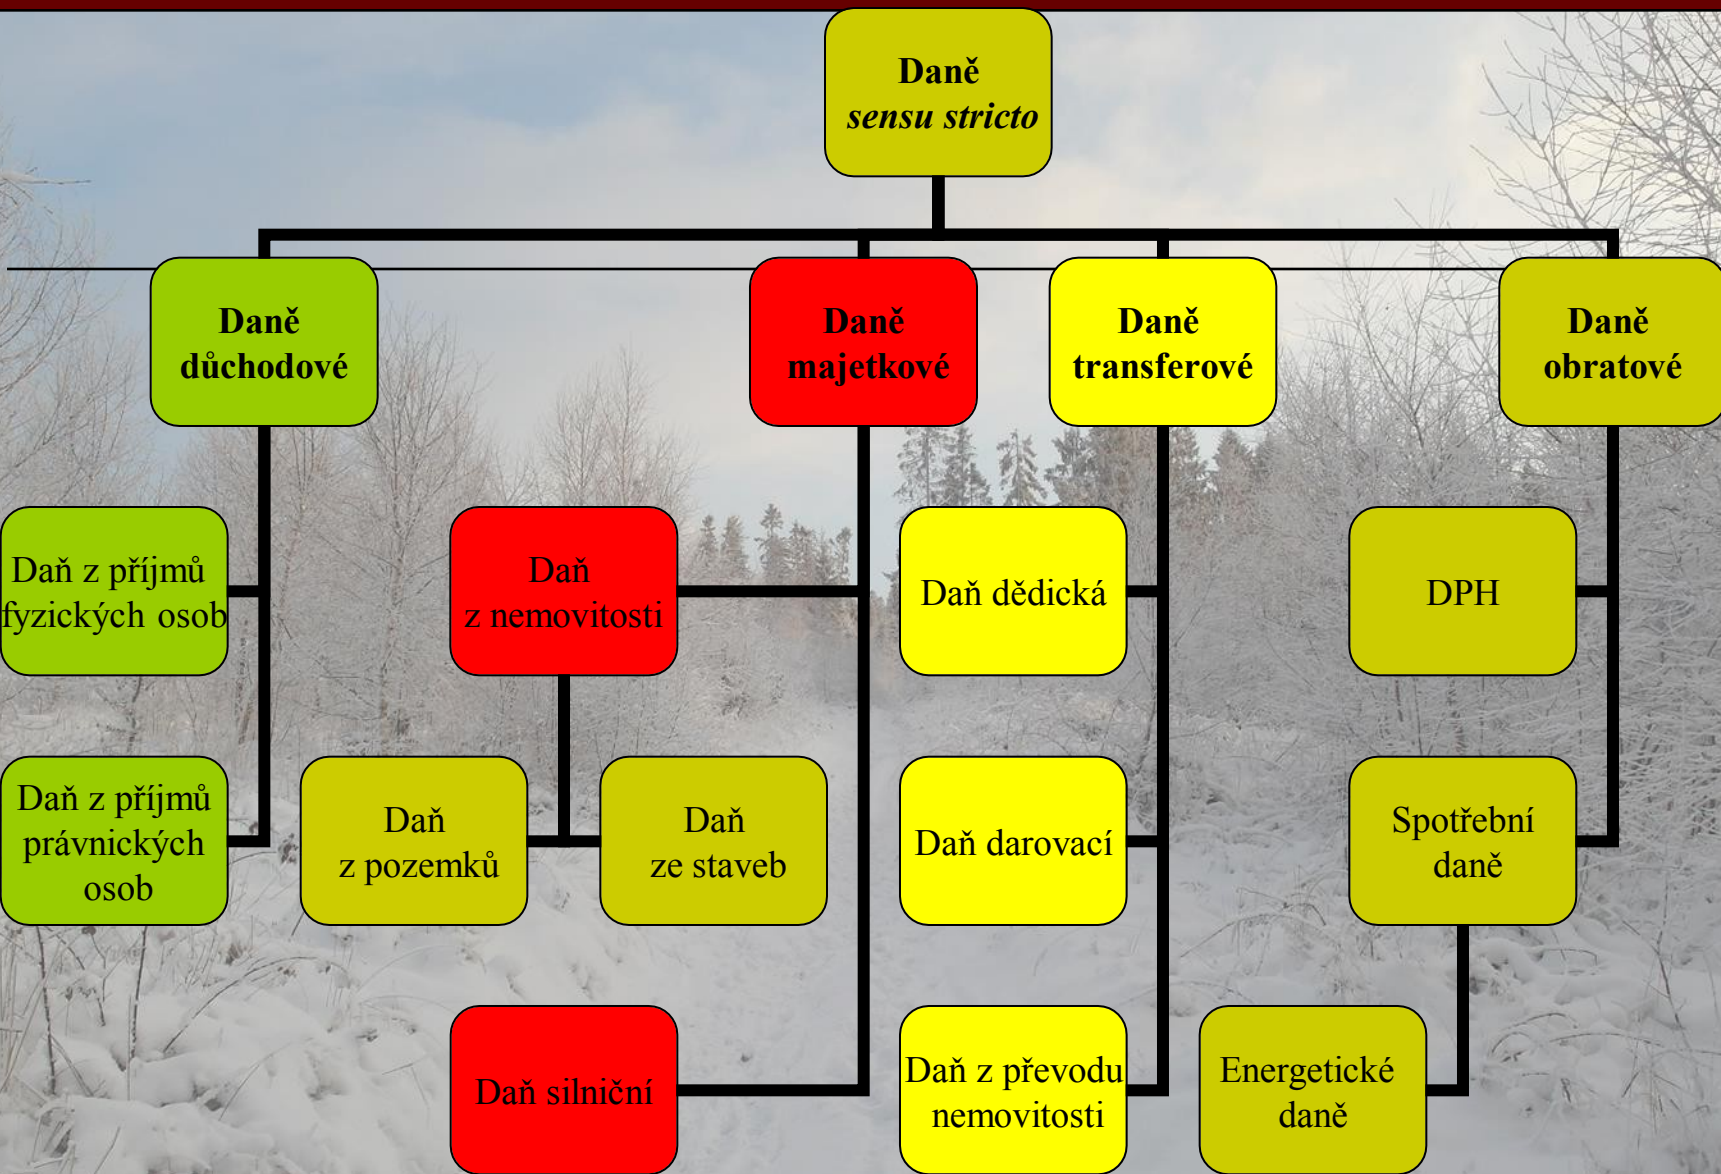 Daně
sensu stricto
Daně
důchodové
Daně
majetkové
Daně
transferové
Daně
obratové
Daň z příjmů
fyzických osob
Daň
z nemovitosti
Daň dědická
DPH
Daň z příjmů
právnických
osob
Daň
z pozemků
Daň
ze staveb
Daň darovací
Spotřební
daně
Daň silniční
Daň z převodu
nemovitosti
Energetické
daně